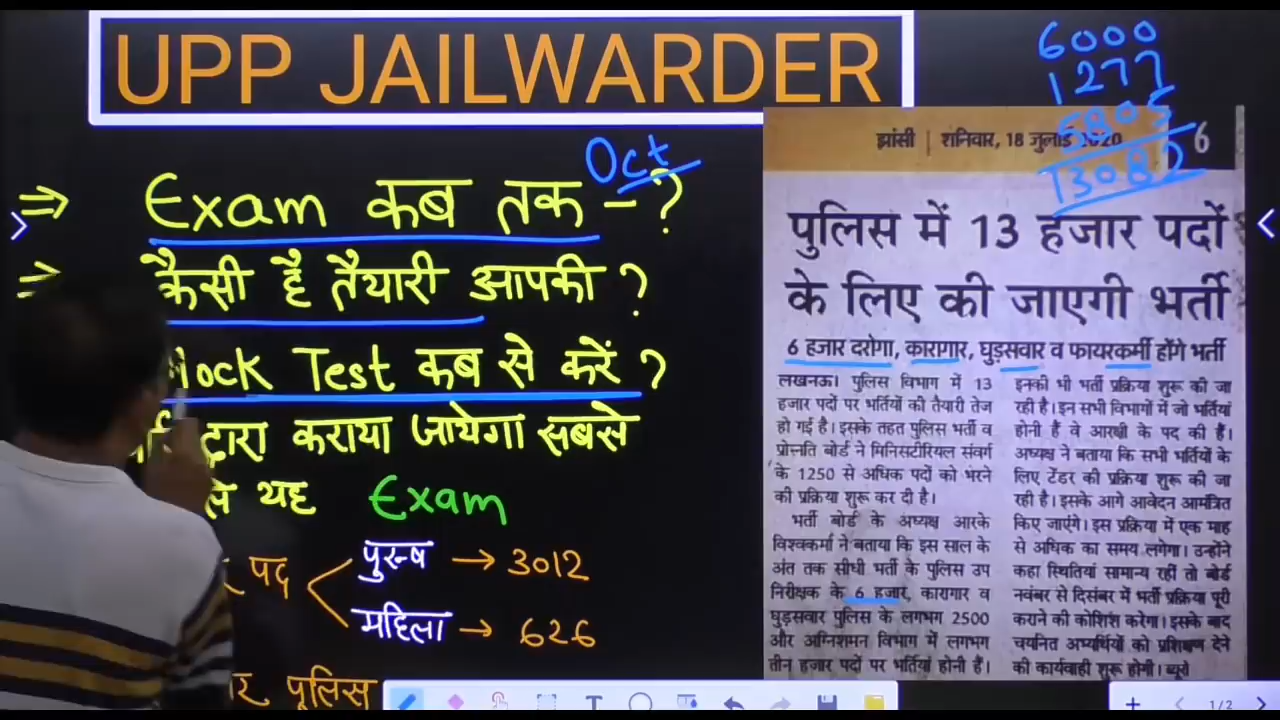 UPP JAILWARDER
6000
1277
5805
13082
Oct
⇒ Exam कब तक - ?
⇒ कैसी है तैयारी आपकी ?
Mock Test कब से करें ?
द्वारा कराया जायेगा सबसे
यह Exam
पद
पुरुष → 3012
महिला → 626
पुलिस
झांसी | शनिवार, 18 जुलाई 2020 6
पुलिस में 13 हजार पदों
के लिए की जाएगी भर्ती
6 हजार दरोगा, कारागार, घुड़सवार व फायरकर्मी होंगे भर्ती
लखनऊ। पुलिस विभाग में 13
हजार पदों पर भर्तियों की तैयारी तेज
हो गई है। इसके तहत पुलिस भर्ती व
प्रोन्नति बोर्ड ने मिनिस्टीरियल संवर्ग
के 1250 से अधिक पदों को भरने
की प्रक्रिया शुरू कर दी है।
भर्ती बोर्ड के अध्यक्ष आरके
विश्वकर्मा ने बताया कि इस साल के
अंत तक सीधी भर्ती के पुलिस उप
निरीक्षक के 6 हजार, कारागार व
घुड़सवार पुलिस के लगभग 2500
और अग्निशमन विभाग में लगभग
तीन हजार पदों पर भर्तियां होनी हैं।
इनकी भी भर्ती प्रक्रिया शुरू की जा
रही है। इन सभी विभागों में जो भर्तियां
होनी हैं वे आरक्षी के पद की हैं।
अध्यक्ष ने बताया कि सभी भर्तियों के
लिए टेंडर की प्रक्रिया शुरू की जा
रही है। इसके आगे आवेदन आमंत्रित
किए जाएंगे। इस प्रक्रिया में एक माह
से अधिक का समय लगेगा। उन्होंने
कहा स्थितियां सामान्य रहीं तो बोर्ड
नवंबर से दिसंबर में भर्ती प्रक्रिया पूरी
कराने की कोशिश करेगा। इसके बाद
चयनित अभ्यर्थियों को प्रशिक्षण देने
की कार्यवाही शुरू होगी। ब्यूरो
1/2